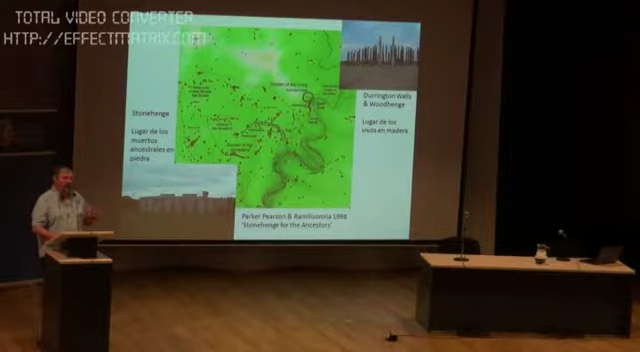 TOTAL VIDEO CONVERTER
HTTP://EFFECTMATRIX.COM
Stonehenge
Lugar de los
muertos
ancestrales en
piedra
Durrington Walls
& Woodhenge
Lugar de los
vivos en madera
Parker Pearson & Ramilisonina 1998
'Stonehenge for the Ancestors'